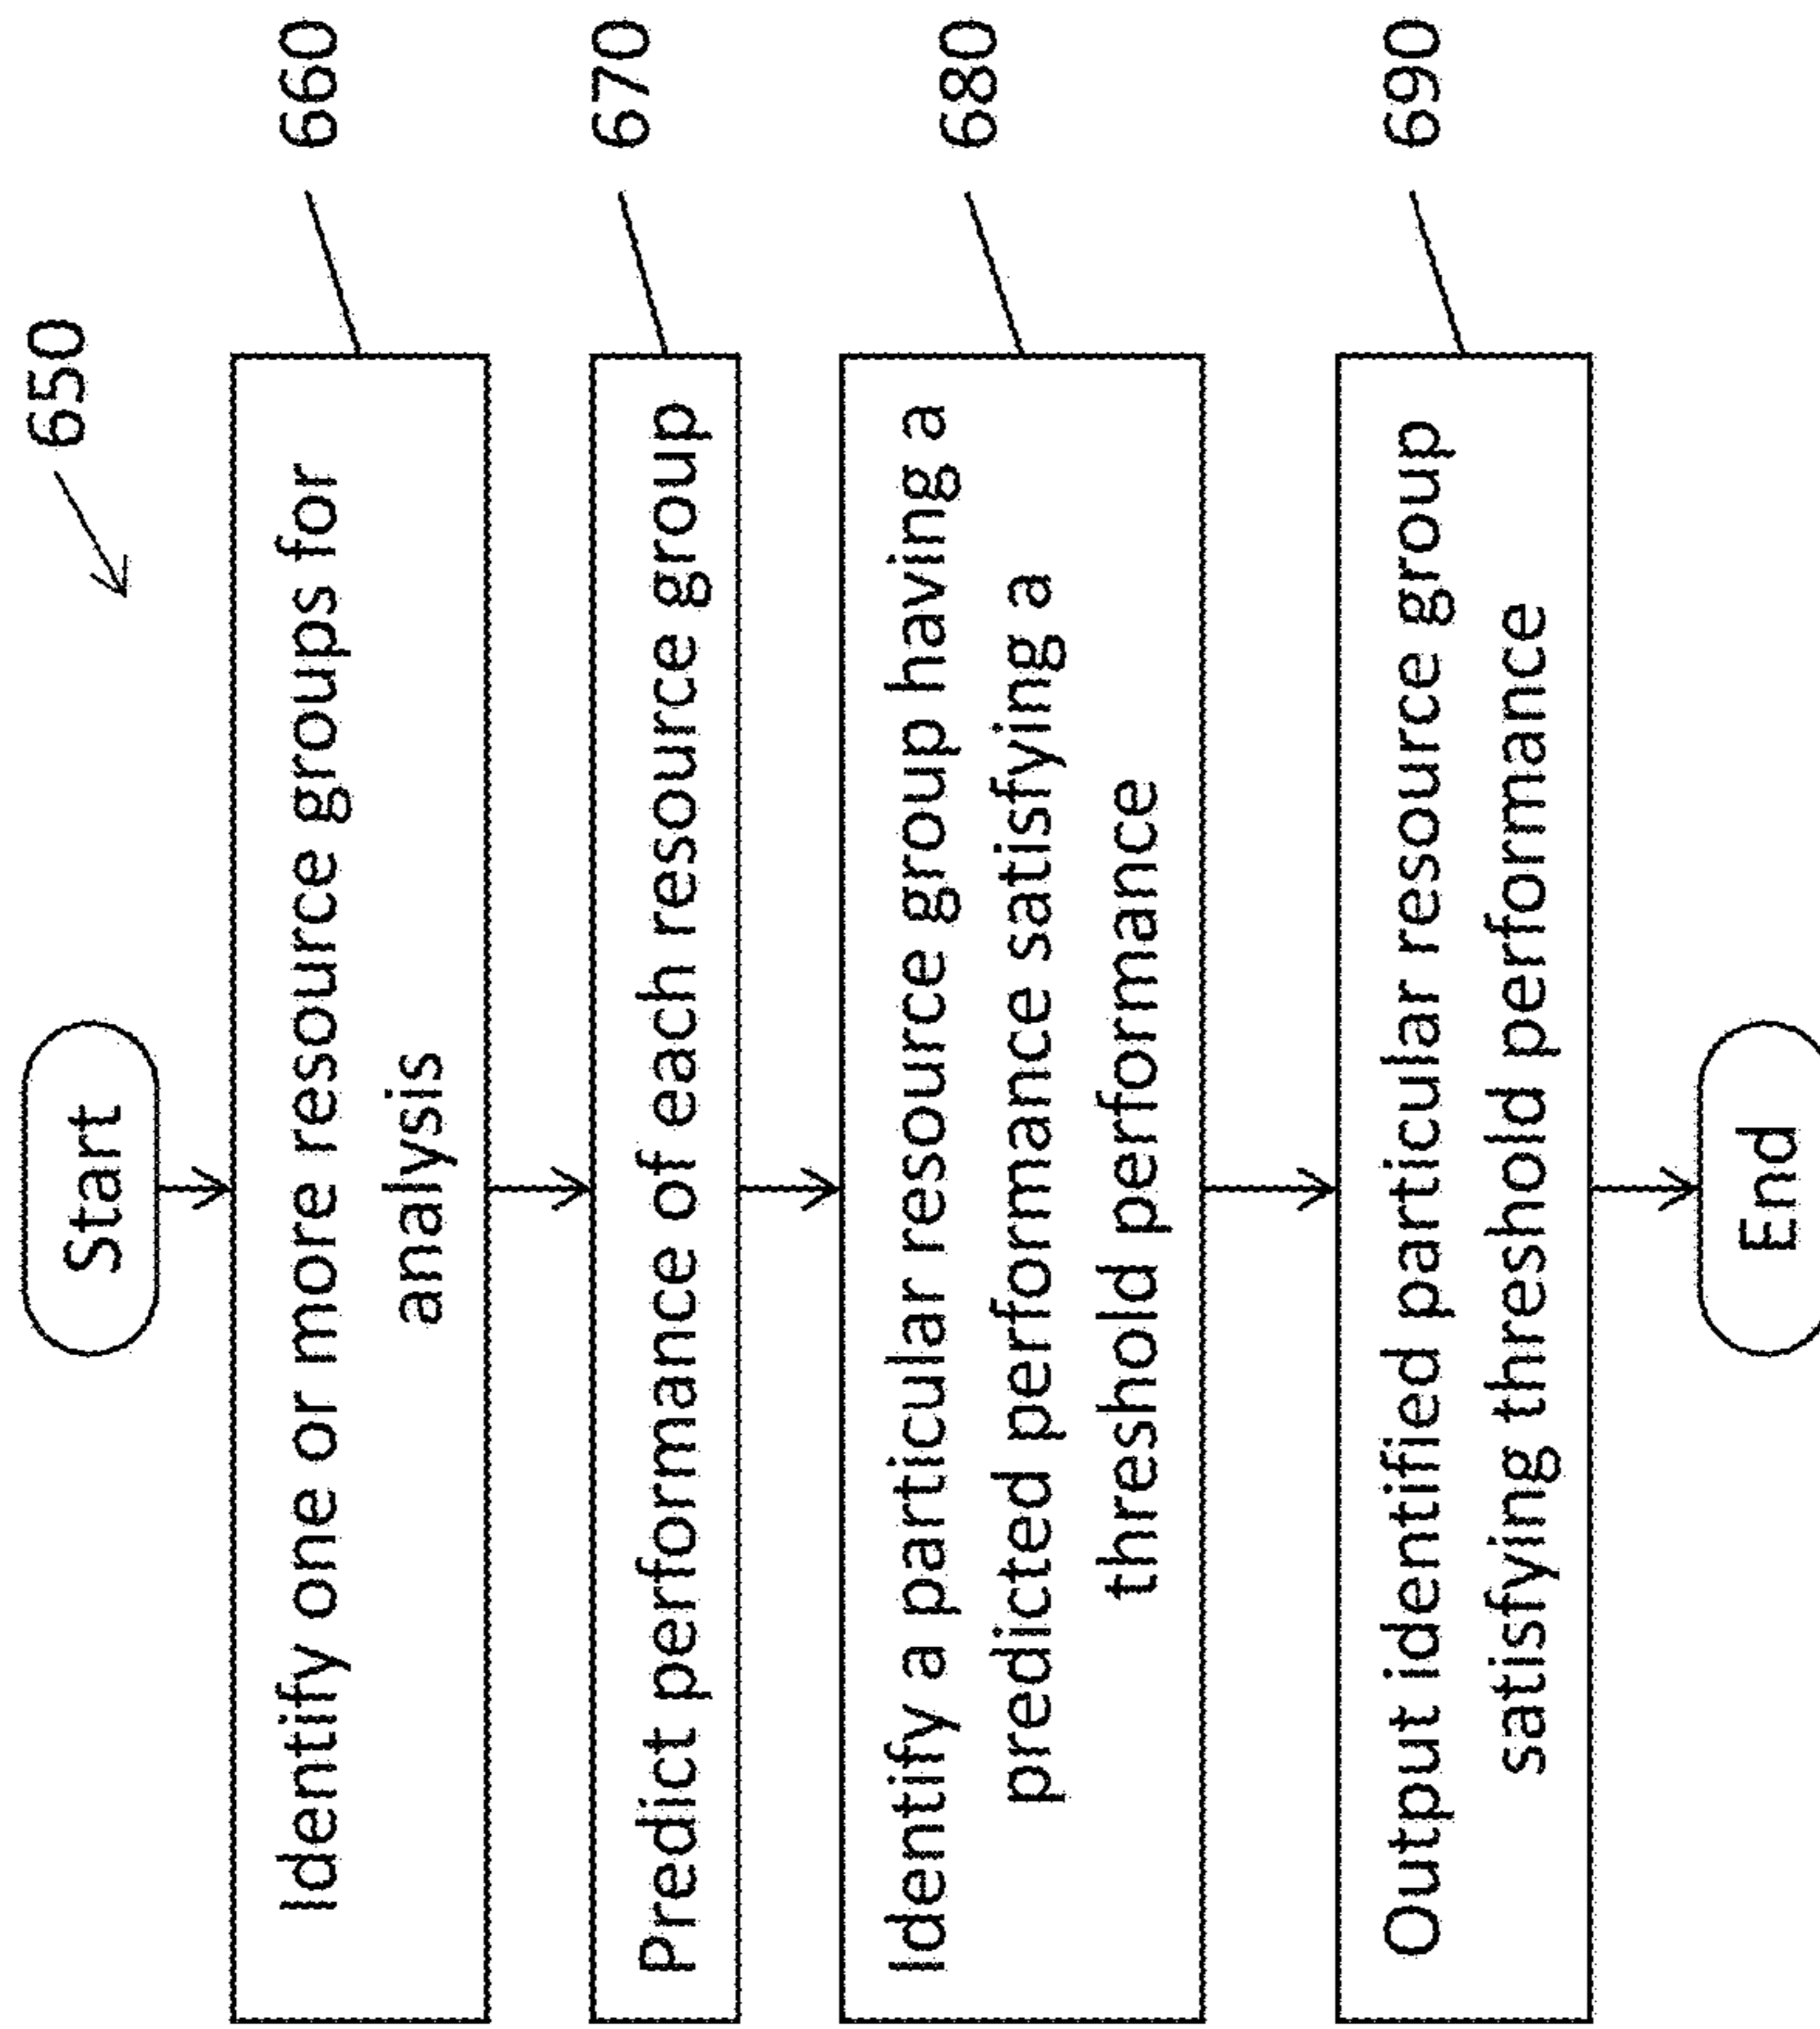 650
Start
Identify one or more resource groups for
analysis
660
Predict performance of each resource group
670
Identify a particular resource group having a
predicted performance satisfying a
threshold performance
680
Output identified particular resource group
satisfying threshold performance
690
End